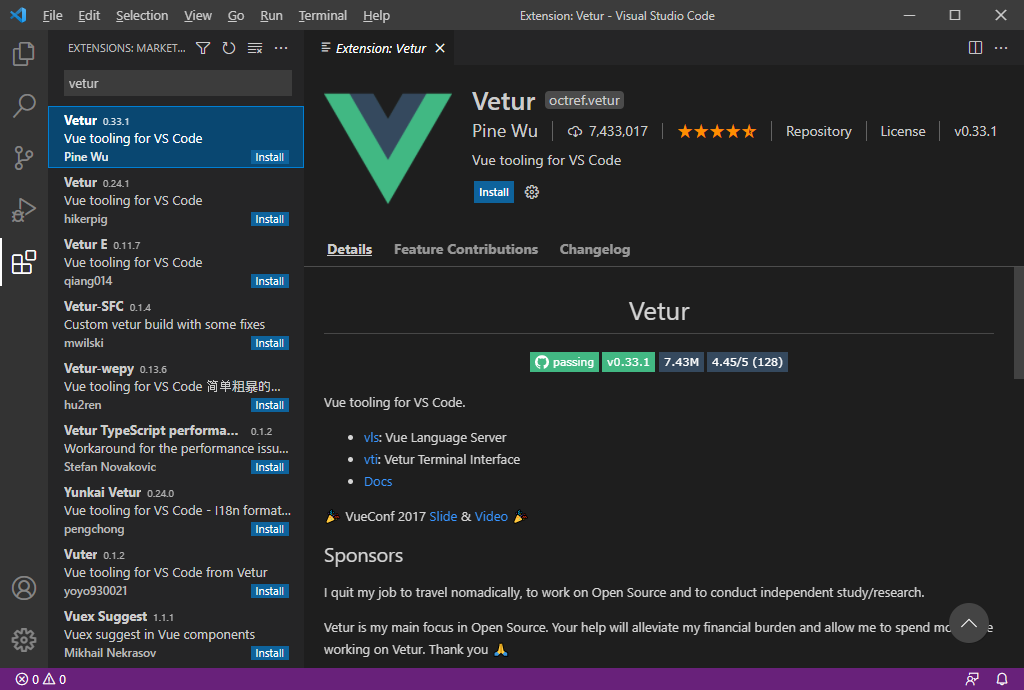 File Edit Selection View Go Run Terminal Help Extension: Vetur - Visual Studio Code
EXTENSIONS: MARKET...
vetur
Vetur 0.33.1
Vue tooling for VS Code
Pine Wu Install
Vetur 0.24.1
Vue tooling for VS Code
hikerpig Install
Vetur E 0.11.7
Vue tooling for VS Code
qiang014 Install
Vetur-SFC 0.1.4
Custom vetur build with some fixes
mwilski Install
Vetur-wepy 0.13.6
Vue tooling for VS Code 简单粗暴的...
hu2ren Install
Vetur TypeScript performa... 0.1.2
Workaround for the performance issu...
Stefan Novakovic Install
Yunkai Vetur 0.24.0
Vue tooling for VS Code - I18n format...
pengchong Install
Vuter 0.1.2
Vue tooling for VS Code from Vetur
yoyo930021 Install
Vuex Suggest 1.1.1
Vuex suggest in Vue components
Mikhail Nekrasov Install
Extension: Vetur
Vetur octref.vetur
Pine Wu 7,433,017 Repository License v0.33.1
Vue tooling for VS Code
Install
Details Feature Contributions Changelog
Vetur
passing v0.33.1 7.43M 4.45/5 (128)
Vue tooling for VS Code.
• vls: Vue Language Server
• vti: Vetur Terminal Interface
• Docs
🎉 VueConf 2017 Slide & Video 🎉
Sponsors
I quit my job to travel nomadically, to work on Open Source and to conduct independent study/research.
Vetur is my main focus in Open Source. Your help will alleviate my financial burden and allow me to spend
working on Vetur. Thank you 🙏
0 0